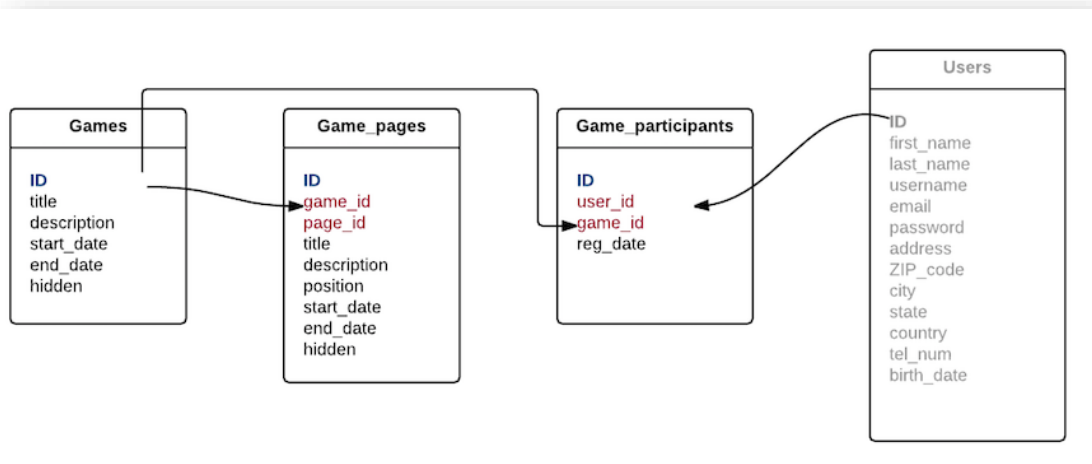 Games
ID
title
description
start_date
end_date
hidden
Game_pages
ID
game_id
page_id
title
description
position
start_date
end_date
hidden
Game_participants
ID
user_id
game_id
reg_date
Users
ID
first_name
last_name
username
email
password
address
ZIP_code
city
state
country
tel_num
birth_date